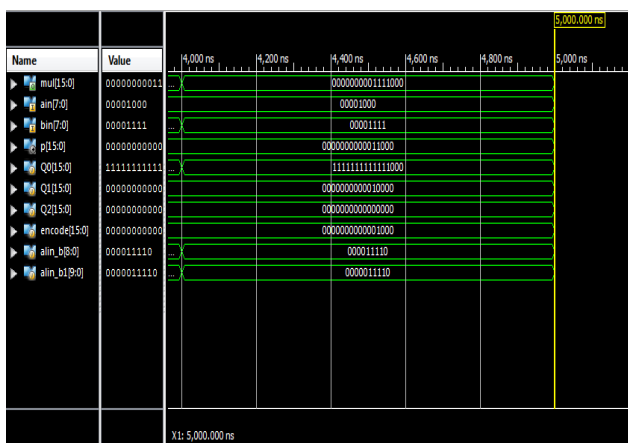 5,000.000 ns
Name Value 4,000 ns 4,200 ns 4,400 ns 4,600 ns 4,800 ns 5,000 ns
mul[15:0] 00000000011 ... 0000000001111000
ain[7:0] 00001000 00001000
bin[7:0] 00001111 ... 00001111
p[15:0] 00000000000 0000000000011000
Q0[15:0] 11111111111 ... 1111111111111000
Q1[15:0] 00000000000 0000000000010000
Q2[15:0] 00000000000 0000000000000000
encode[15:0] 00000000000 0000000000001000
alin_b[8:0] 000011110 ... 000011110
alin_b1[9:0] 0000011110 ... 0000011110
X1: 5,000.000 ns